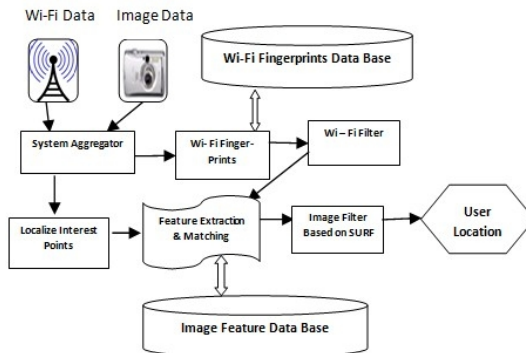 Wi-Fi Data
Image Data
Wi-Fi Fingerprints Data Base
System Aggregator
Wi- Fi Finger-
Prints
Wi – Fi Filter
Localize Interest
Points
Feature Extraction
& Matching
Image Filter
Based on SURF
User
Location
Image Feature Data Base